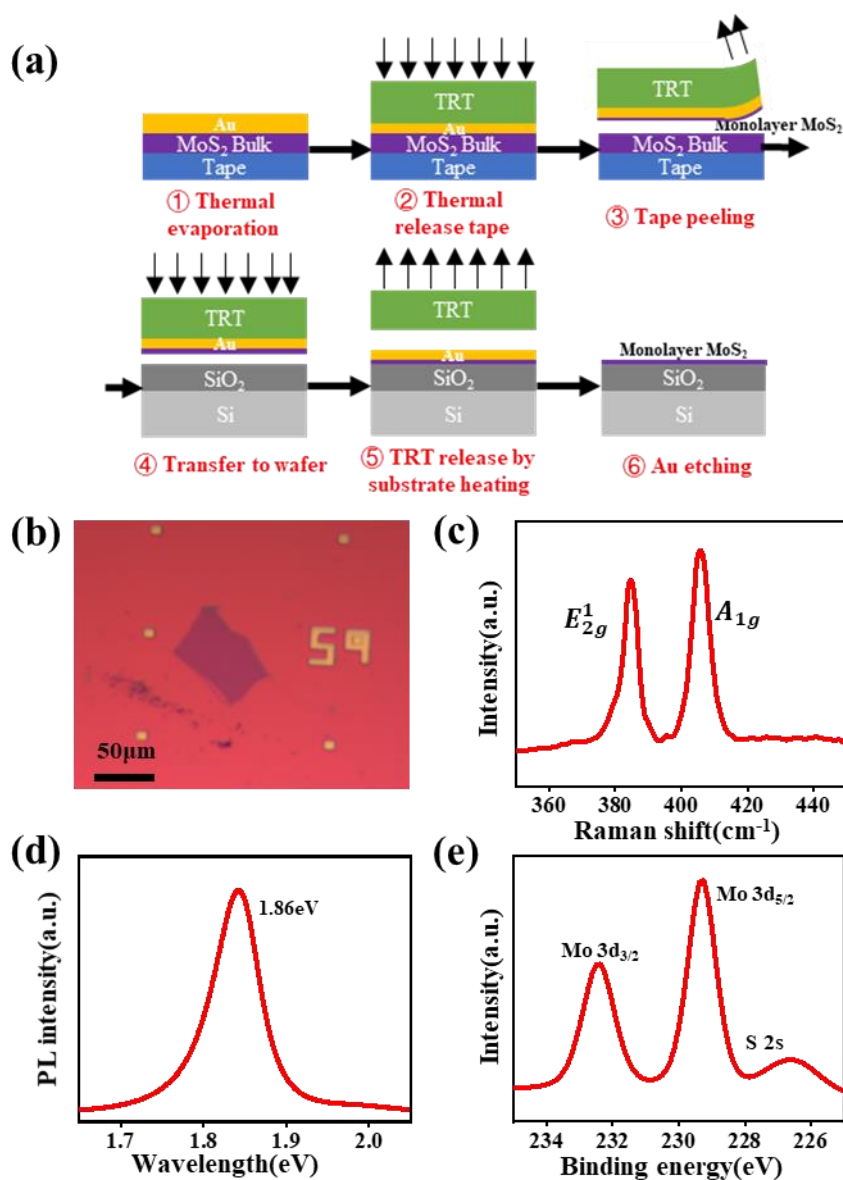 (a)
Au
MoS₂ Bulk
Tape
① Thermal
evaporation
TRT
Au
MoS₂ Bulk
Tape
② Thermal
release tape
TRT
Monolayer MoS₂
MoS₂ Bulk
Tape
③ Tape peeling
TRT
Au
SiO₂
Si
④ Transfer to wafer
TRT
Au
SiO₂
Si
⑤ TRT release by
substrate heating
Monolayer MoS₂
SiO₂
Si
⑥ Au etching
(b)
59
50μm
(c)
Intensity(a.u.)
E¹₂g
A₁g
360 380 400 420 440
Raman shift(cm⁻¹)
(d)
PL intensity(a.u.)
1.86eV
1.7 1.8 1.9 2.0
Wavelength(eV)
(e)
Intensity(a.u.)
Mo 3d₅/₂
Mo 3d₃/₂
S 2s
234 232 230 228 226
Binding energy(eV)